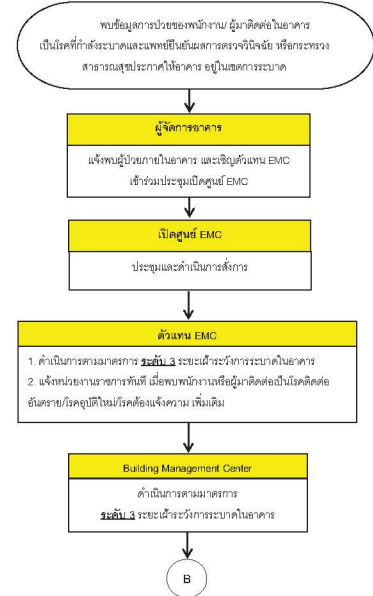 พบข้อมูลการป่วยของพนักงาน/ ผู้มาติดต่อในอาคาร
เป็นโรคที่กำลังระบาดและแพทย์ยืนยันผลการตรวจวินิจฉัย หรือกระทรวง
สาธารณสุขประกาศให้อาคาร อยู่ในเขตการระบาด
ผู้จัดการอาคาร
แจ้งพบผู้ป่วยภายในอาคาร และเชิญตัวแทน EMC
เข้าร่วมประชุมเปิดศูนย์ EMC
เปิดศูนย์ EMC
ประชุมและดำเนินการสั่งการ
ตัวแทน EMC
1. ดำเนินการตามมาตรการ ระดับ 3 ระยะเฝ้าระวังการระบาดในอาคาร
2. แจ้งหน่วยงานราชการทันที เมื่อพบพนักงานหรือผู้มาติดต่อเป็นโรคติดต่อ
อันตราย/โรคอุบัติใหม่/โรคต้องแจ้งความ เพิ่มเติม
Building Management Center
ดำเนินการตามมาตรการ
ระดับ 3 ระยะเฝ้าระวังการระบาดในอาคาร
B